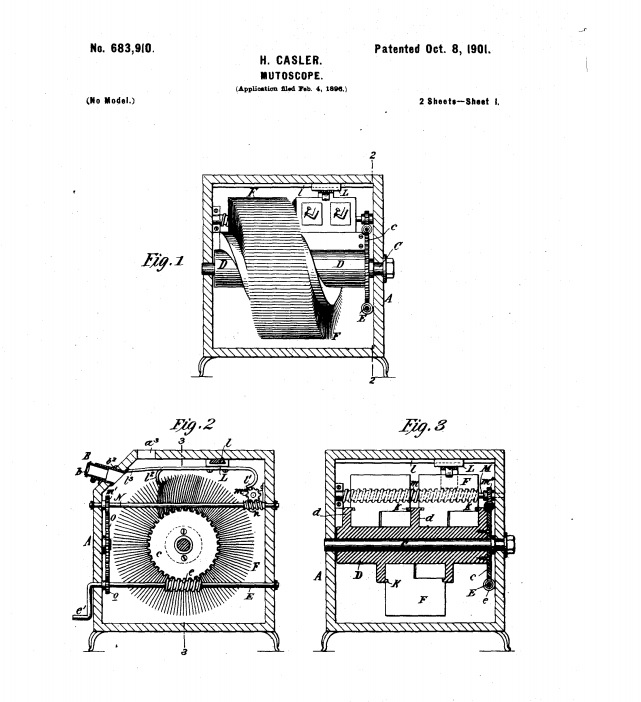 No. 683,910.
Patented Oct. 8, 1901.
H. CASLER.
MUTOSCOPE.
(Application filed Feb. 4, 1896.)
(No Model.)
2 Sheets—Sheet 1.
2
F
l
L
c
C
Fig. 1
D
D
A
E
F
2
Fig. 2
Fig. 3
a³
3
l
B
b
L
l²
l'
m
N
n
O
A
c
F
e
o
E
e'
3
l
L
M
m
F
d
K
K
d
D
A
K
c
E
e
F